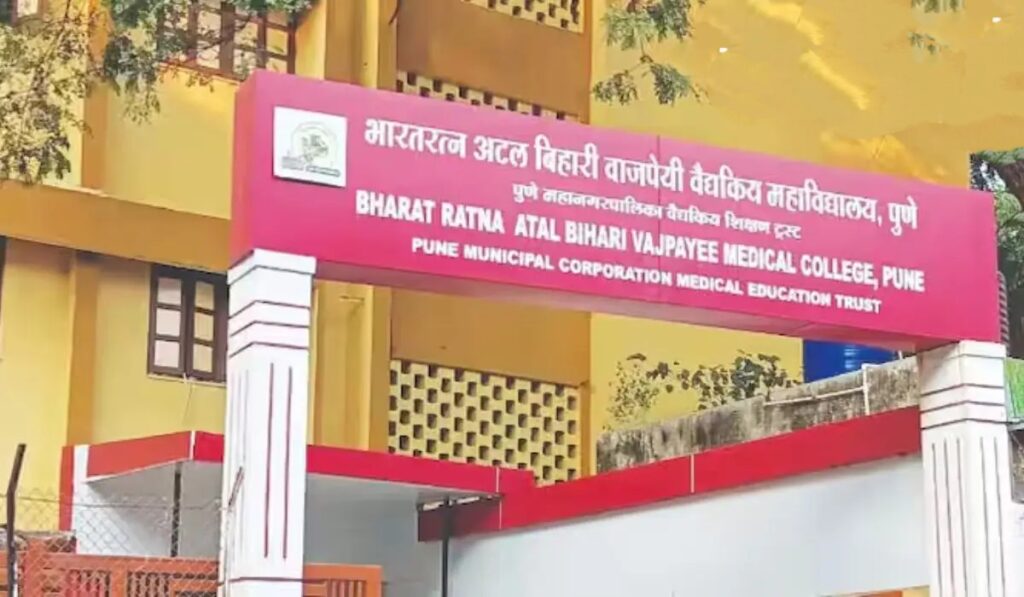 भारतरत्न अटल बिहारी वाजपेयी वैद्यकिय महाविद्यालय, पुणे
पुणे महानगरपालिका वैद्यकिय शिक्षण ट्रस्ट
BHARAT RATNA ATAL BIHARI VAJPAYEE MEDICAL COLLEGE, PUNE
PUNE MUNICIPAL CORPORATION MEDICAL EDUCATION TRUST